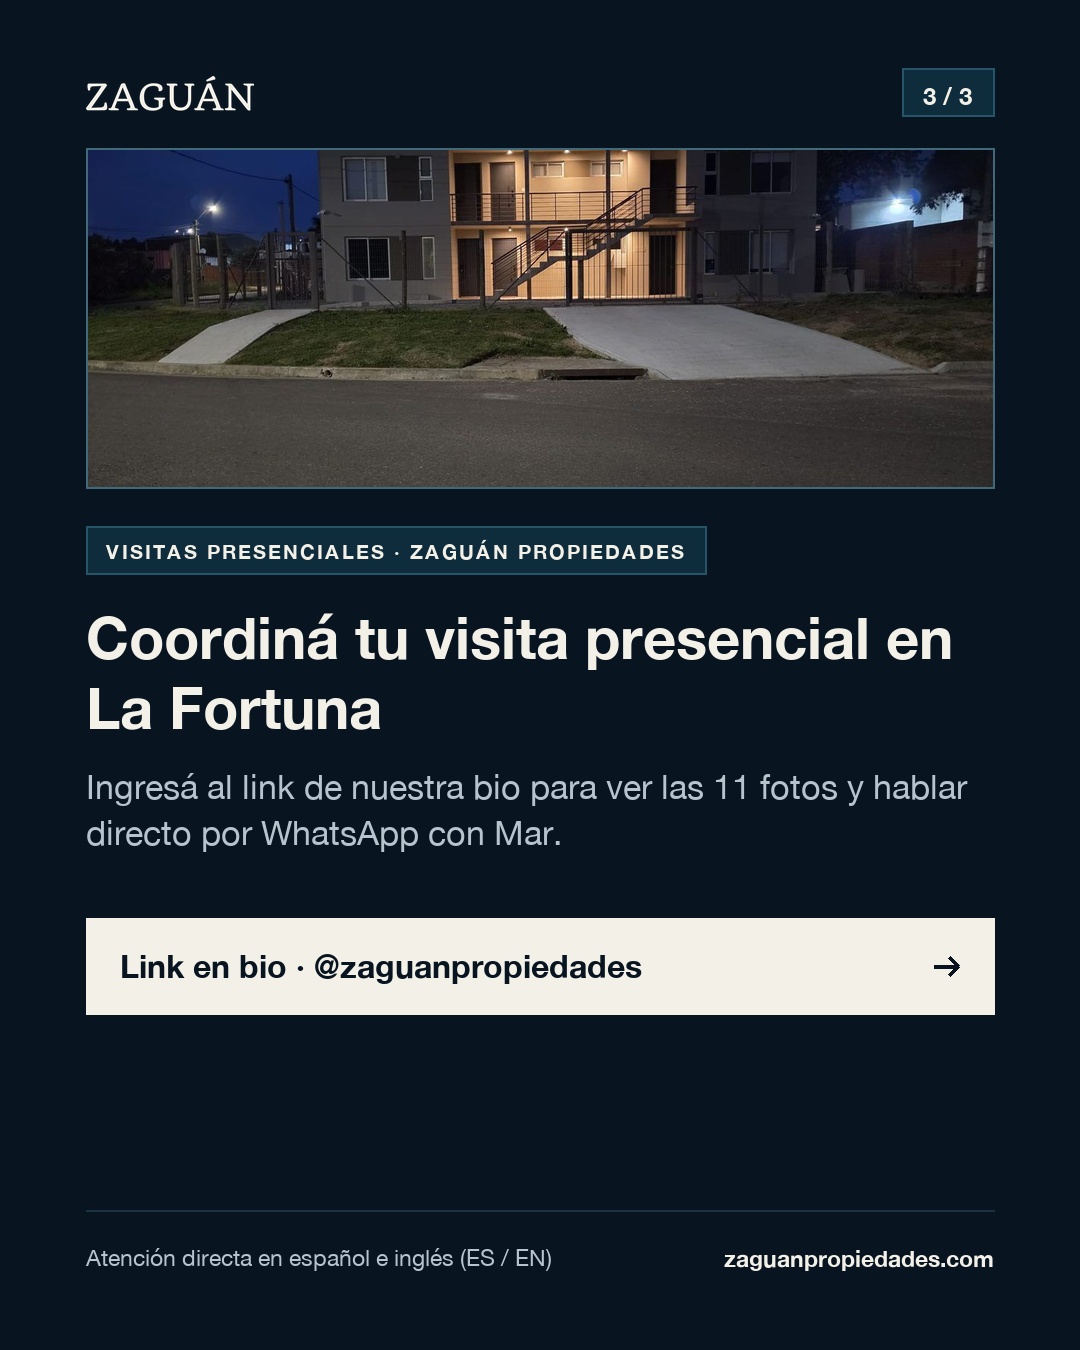 ZAGUÁN
3 / 3
VISITAS PRESENCIALES · ZAGUÁN PROPIEDADES
Coordiná tu visita presencial en
La Fortuna
Ingresá al link de nuestra bio para ver las 11 fotos y hablar
directo por WhatsApp con Mar.
Link en bio · @zaguanpropiedades →
Atención directa en español e inglés (ES / EN)
zaguanpropiedades.com